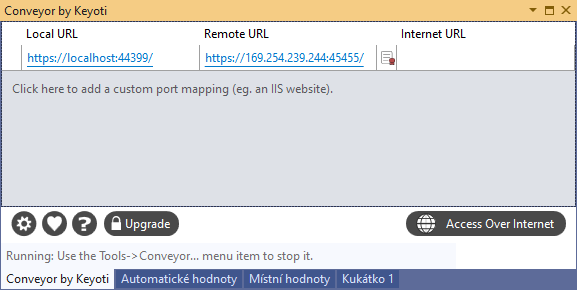 Conveyor by Keyoti
Local URL Remote URL Internet URL
https://localhost:44399/ https://169.254.239.244:45455/
Click here to add a custom port mapping (eg. an IIS website).
? Upgrade Access Over Internet
Running: Use the Tools->Conveyor... menu item to stop it.
Conveyor by Keyoti Automatické hodnoty Místní hodnoty Kukátko 1